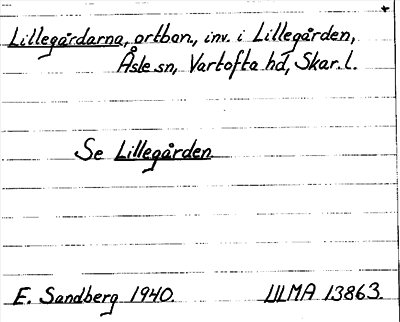 Lillegårdarna, ortbon., inv. i Lillegården,
Åsle sn, Vartofta hd, Skar. l.
Se Lillegården
E. Sandberg 1940. ULMA 13863.